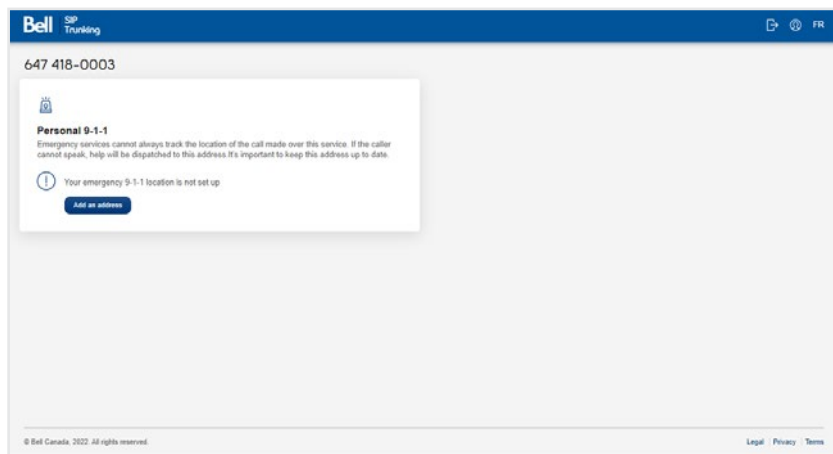 Bell
SIP
Trunking
FR
647 418-0003
Personal 9-1-1
Emergency services cannot always track the location of the call made over this service. If the caller
cannot speak, help will be dispatched to this address.It's important to keep this address up to date.
Your emergency 9-1-1 location is not set up
Add an address
© Bell Canada, 2022. All rights reserved.
Legal Privacy Terms